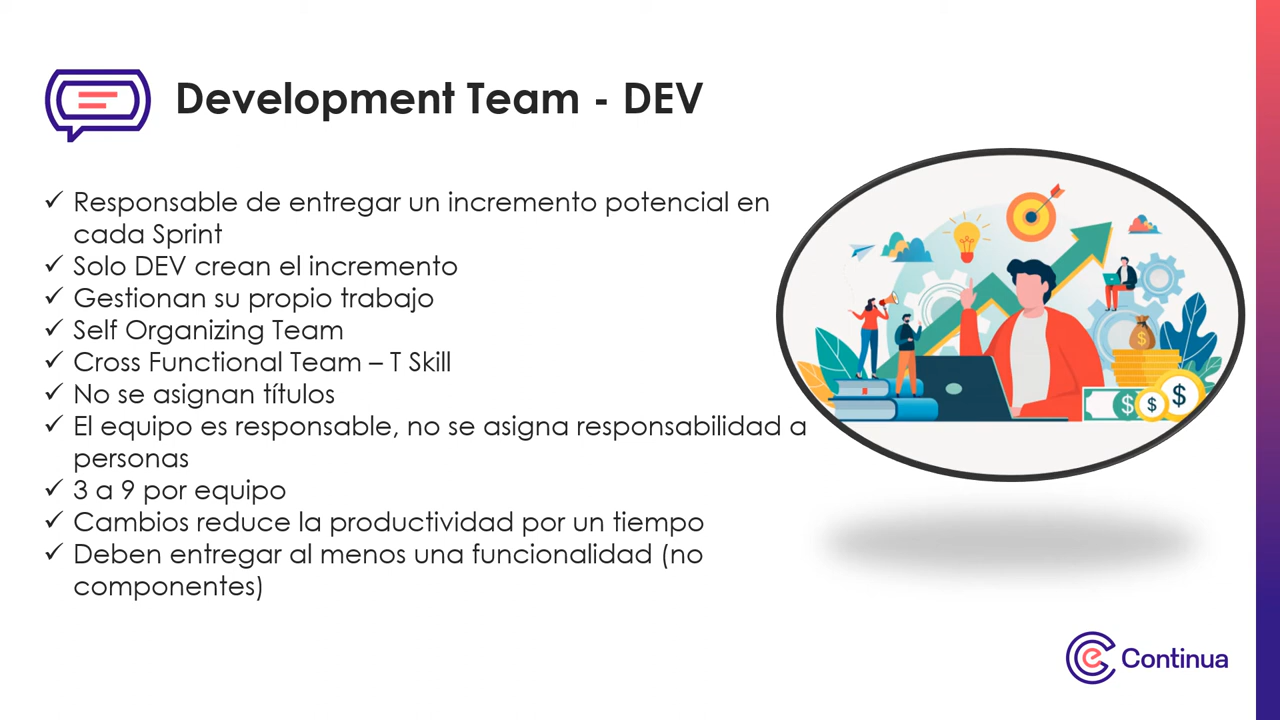 Development Team - DEV
✓ Responsable de entregar un incremento potencial en
cada Sprint
✓ Solo DEV crean el incremento
✓ Gestionan su propio trabajo
✓ Self Organizing Team
✓ Cross Functional Team – T Skill
✓ No se asignan títulos
✓ El equipo es responsable, no se asigna responsabilidad a
personas
✓ 3 a 9 por equipo
✓ Cambios reduce la productividad por un tiempo
✓ Deben entregar al menos una funcionalidad (no
componentes)
$
$ $ $
e Continua